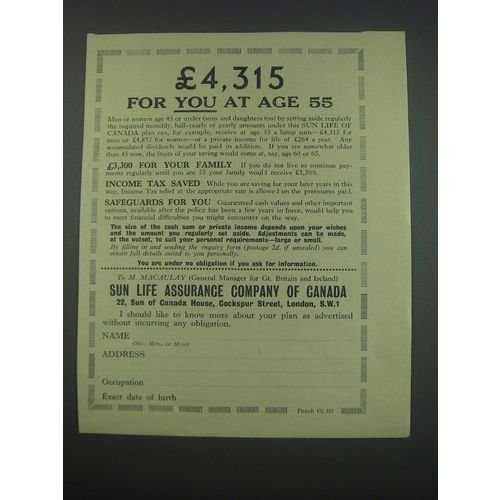 £4,315
FOR YOU AT AGE 55
Men or women age 45 or under (sons and daughters too) by setting aside regularly
the required monthly, half-yearly or yearly amounts under this SUN LIFE OF
CANADA plan can, for example, receive at age 55 a lump sum—£4,315 for
men or £4,852 for women—or a private income for life of £264 a year. Any
accumulated dividends would be paid in addition. If you are somewhat older
than 45 now, the fruits of your saving would come at, say, age 60 or 65.
£3,300 FOR YOUR FAMILY If you do not live to continue pay-
ments regularly until you are 55 your family would receive £3,300.
INCOME TAX SAVED While you are saving for your later years in this
way, Income Tax relief at the appropriate rate is allowed on the premiums paid.
SAFEGUARDS FOR YOU Guaranteed cash values and other important
options, available after the policy has been a few years in force, would help you
to meet financial difficulties you might encounter on the way.
The size of the cash sum or private income depends upon your wishes
and the amount you regularly set aside. Adjustments can be made,
at the outset, to suit your personal requirements—large or small.
By filling in and sending the enquiry form (postage 2d. if unsealed) you can
obtain full details suited to you personally.
You are under no obligation if you ask for information.
To M. MACAULAY (General Manager for Gt. Britain and Ireland)
SUN LIFE ASSURANCE COMPANY OF CANADA
22, Sun of Canada House, Cockspur Street, London, S.W.1
I should like to know more about your plan as advertised
without incurring any obligation.
NAME
(Mr., Mrs., or Miss)
ADDRESS
Occupation
Exact date of birth
Punch